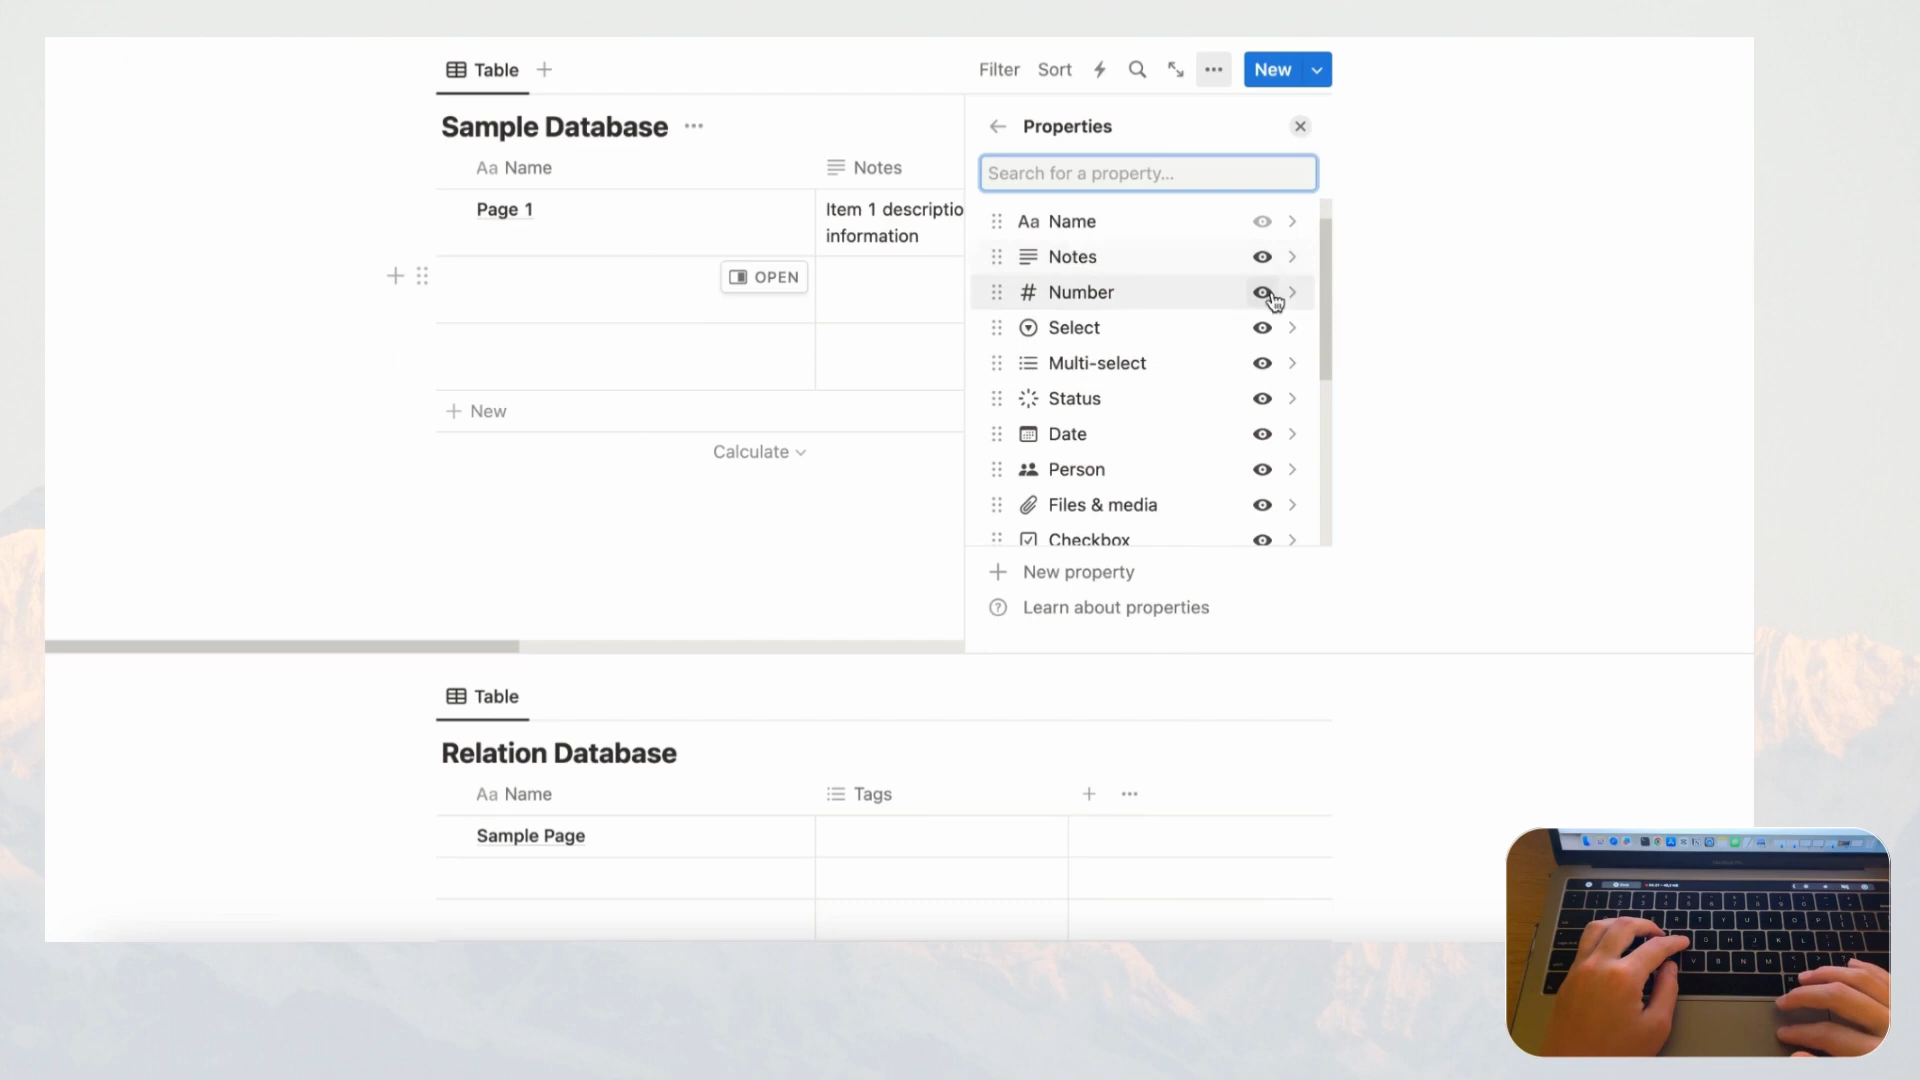 Table
Filter Sort New
Sample Database
Aa Name
Notes
Page 1
Item 1 descriptio
information
OPEN
New
Calculate
Properties
Search for a property...
Aa Name
Notes
Number
Select
Multi-select
Status
Date
Person
Files & media
Checkbox
New property
Learn about properties
Table
Relation Database
Aa Name
Tags
Sample Page